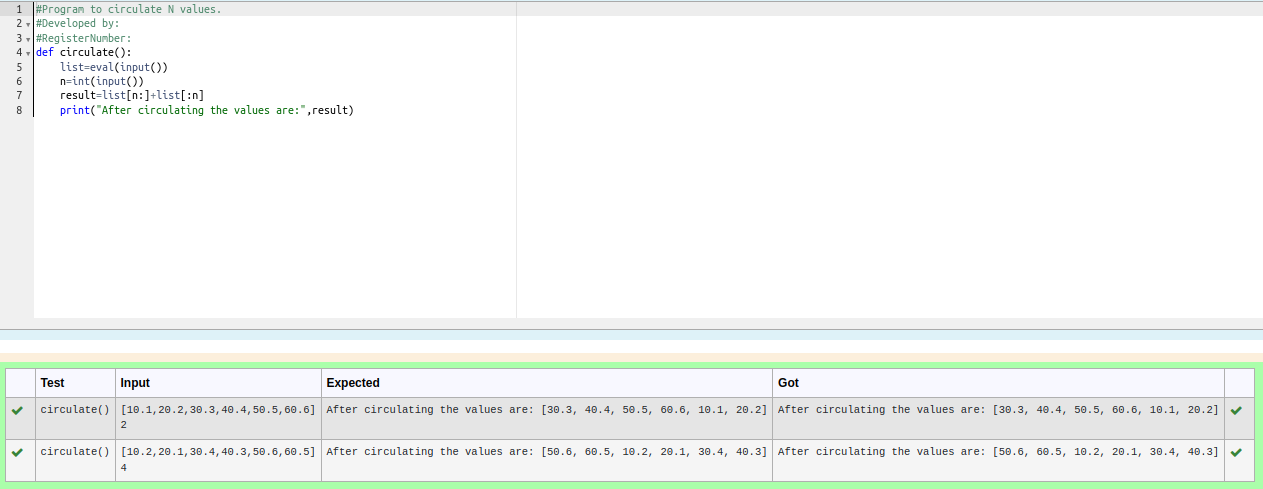 1 #Program to circulate N values.
2 #Developed by:
3 #RegisterNumber:
4 def circulate():
5 list=eval(input())
6 n=int(input())
7 result=list[n:]+list[:n]
8 print("After circulating the values are:",result)
Test Input Expected Got
circulate() [10.1,20.2,30.3,40.4,50.5,60.6] After circulating the values are: [30.3, 40.4, 50.5, 60.6, 10.1, 20.2] After circulating the values are: [30.3, 40.4, 50.5, 60.6, 10.1, 20.2]
2
circulate() [10.2,20.1,30.4,40.3,50.6,60.5] After circulating the values are: [50.6, 60.5, 10.2, 20.1, 30.4, 40.3] After circulating the values are: [50.6, 60.5, 10.2, 20.1, 30.4, 40.3]
4